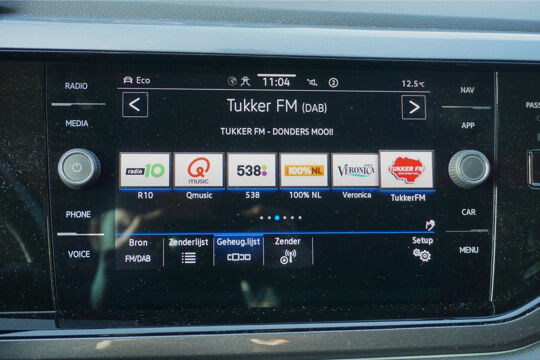 RADIO
MEDIA
PHONE
VOICE
Eco
11:04
2
12.5°C
Tukker FM (DAB)
TUKKER FM - DONDERS MOOI!
radio 10
Q music
538
100% NL
VERONICA
TUKKER FM
R10
Qmusic
538
100% NL
Veronica
TukkerFM
Bron
FM/DAB
Zenderlijst
Geheug.lijst
Zender
Setup
NAV
APP
CAR
MENU
PASS